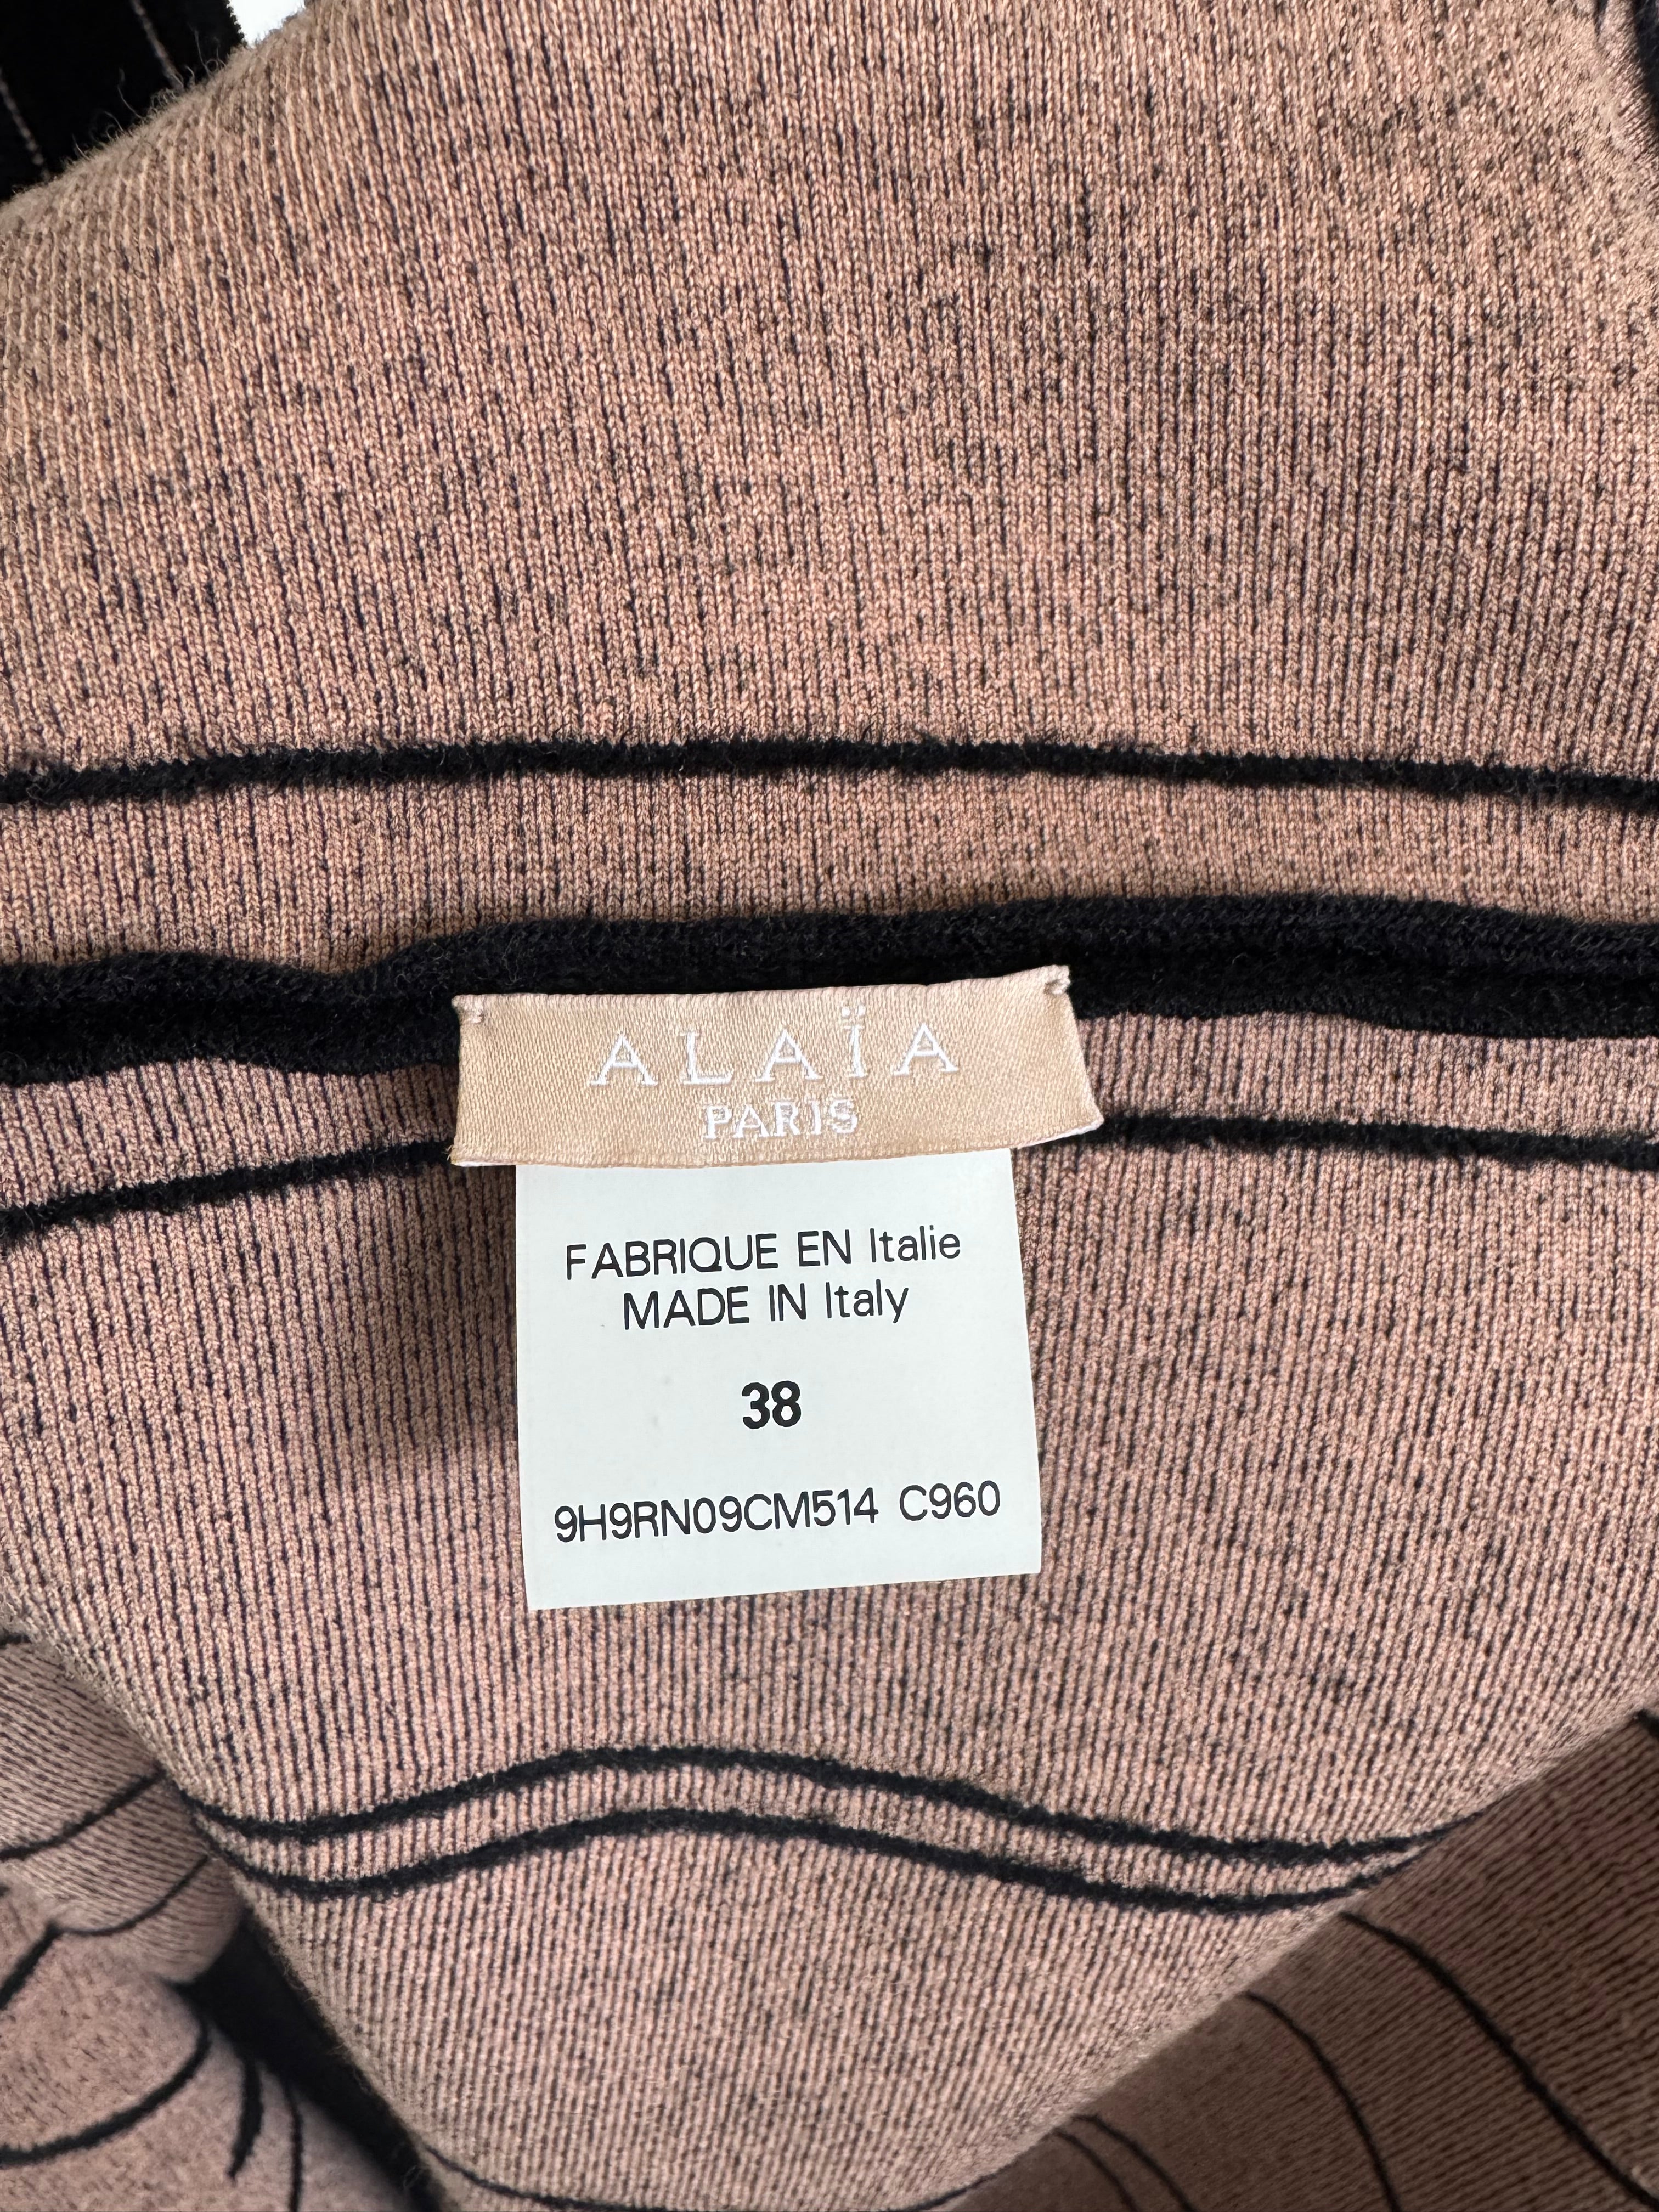 ALAÏA
PARIS
FABRIQUE EN Italie
MADE IN Italy
38
9H9RN09CM514 C960